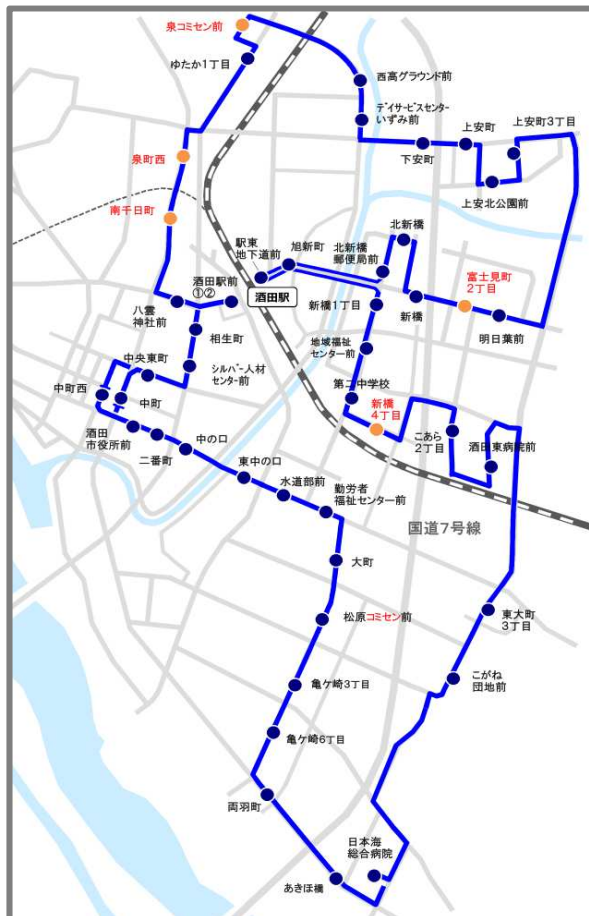 泉コミセン前
ゆたか1丁目
西高グラウンド前
デイサービスセンター
いずみ前
上安町
上安町3丁目
下安町
上安北公園前
泉町西
南千日町
北新橋
駅東
地下道前
旭新町
北新橋
郵便局前
富士見町
2丁目
酒田駅前
①②
酒田駅
八雲
神社前
新橋1丁目
新橋
明日葉前
相生町
地域福祉
センター前
中央東町
シルバー人材
センター前
中町西
中町
第二中学校
新橋
4丁目
こあら
2丁目
酒田東病院前
酒田
市役所前
二番町
中の口
東中の口
水道部前
勤労者
福祉センター前
国道7号線
大町
東大町
3丁目
松原コミセン前
こがね
団地前
亀ケ崎3丁目
亀ケ崎6丁目
両羽町
日本海
総合病院
あきほ橋